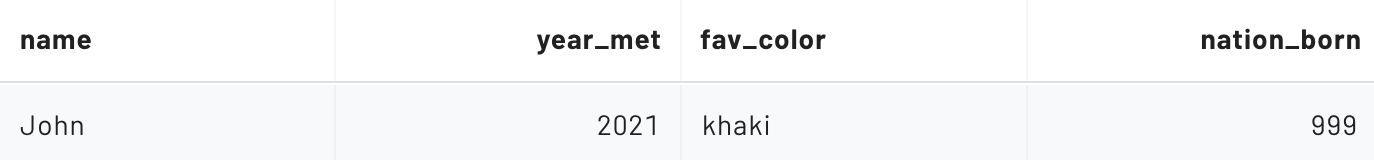 name year_met fav_color nation_born
John 2021 khaki 999